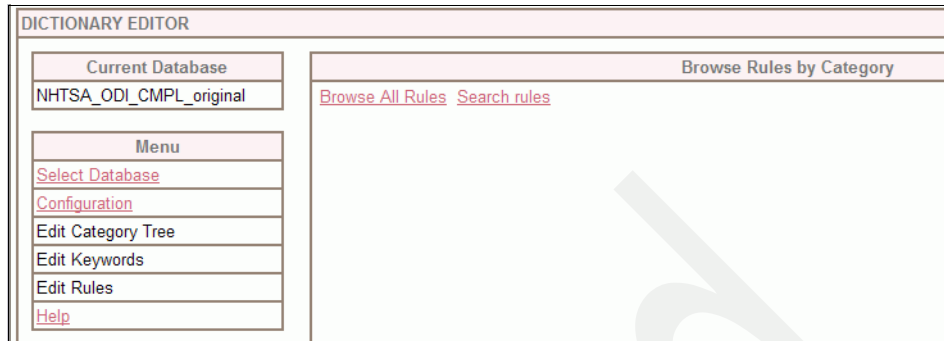 DICTIONARY EDITOR
Current Database
NHTSA_ODI_CMPL_original
Menu
Select Database
Configuration
Edit Category Tree
Edit Keywords
Edit Rules
Help
Browse Rules by Category
Browse All Rules Search rules